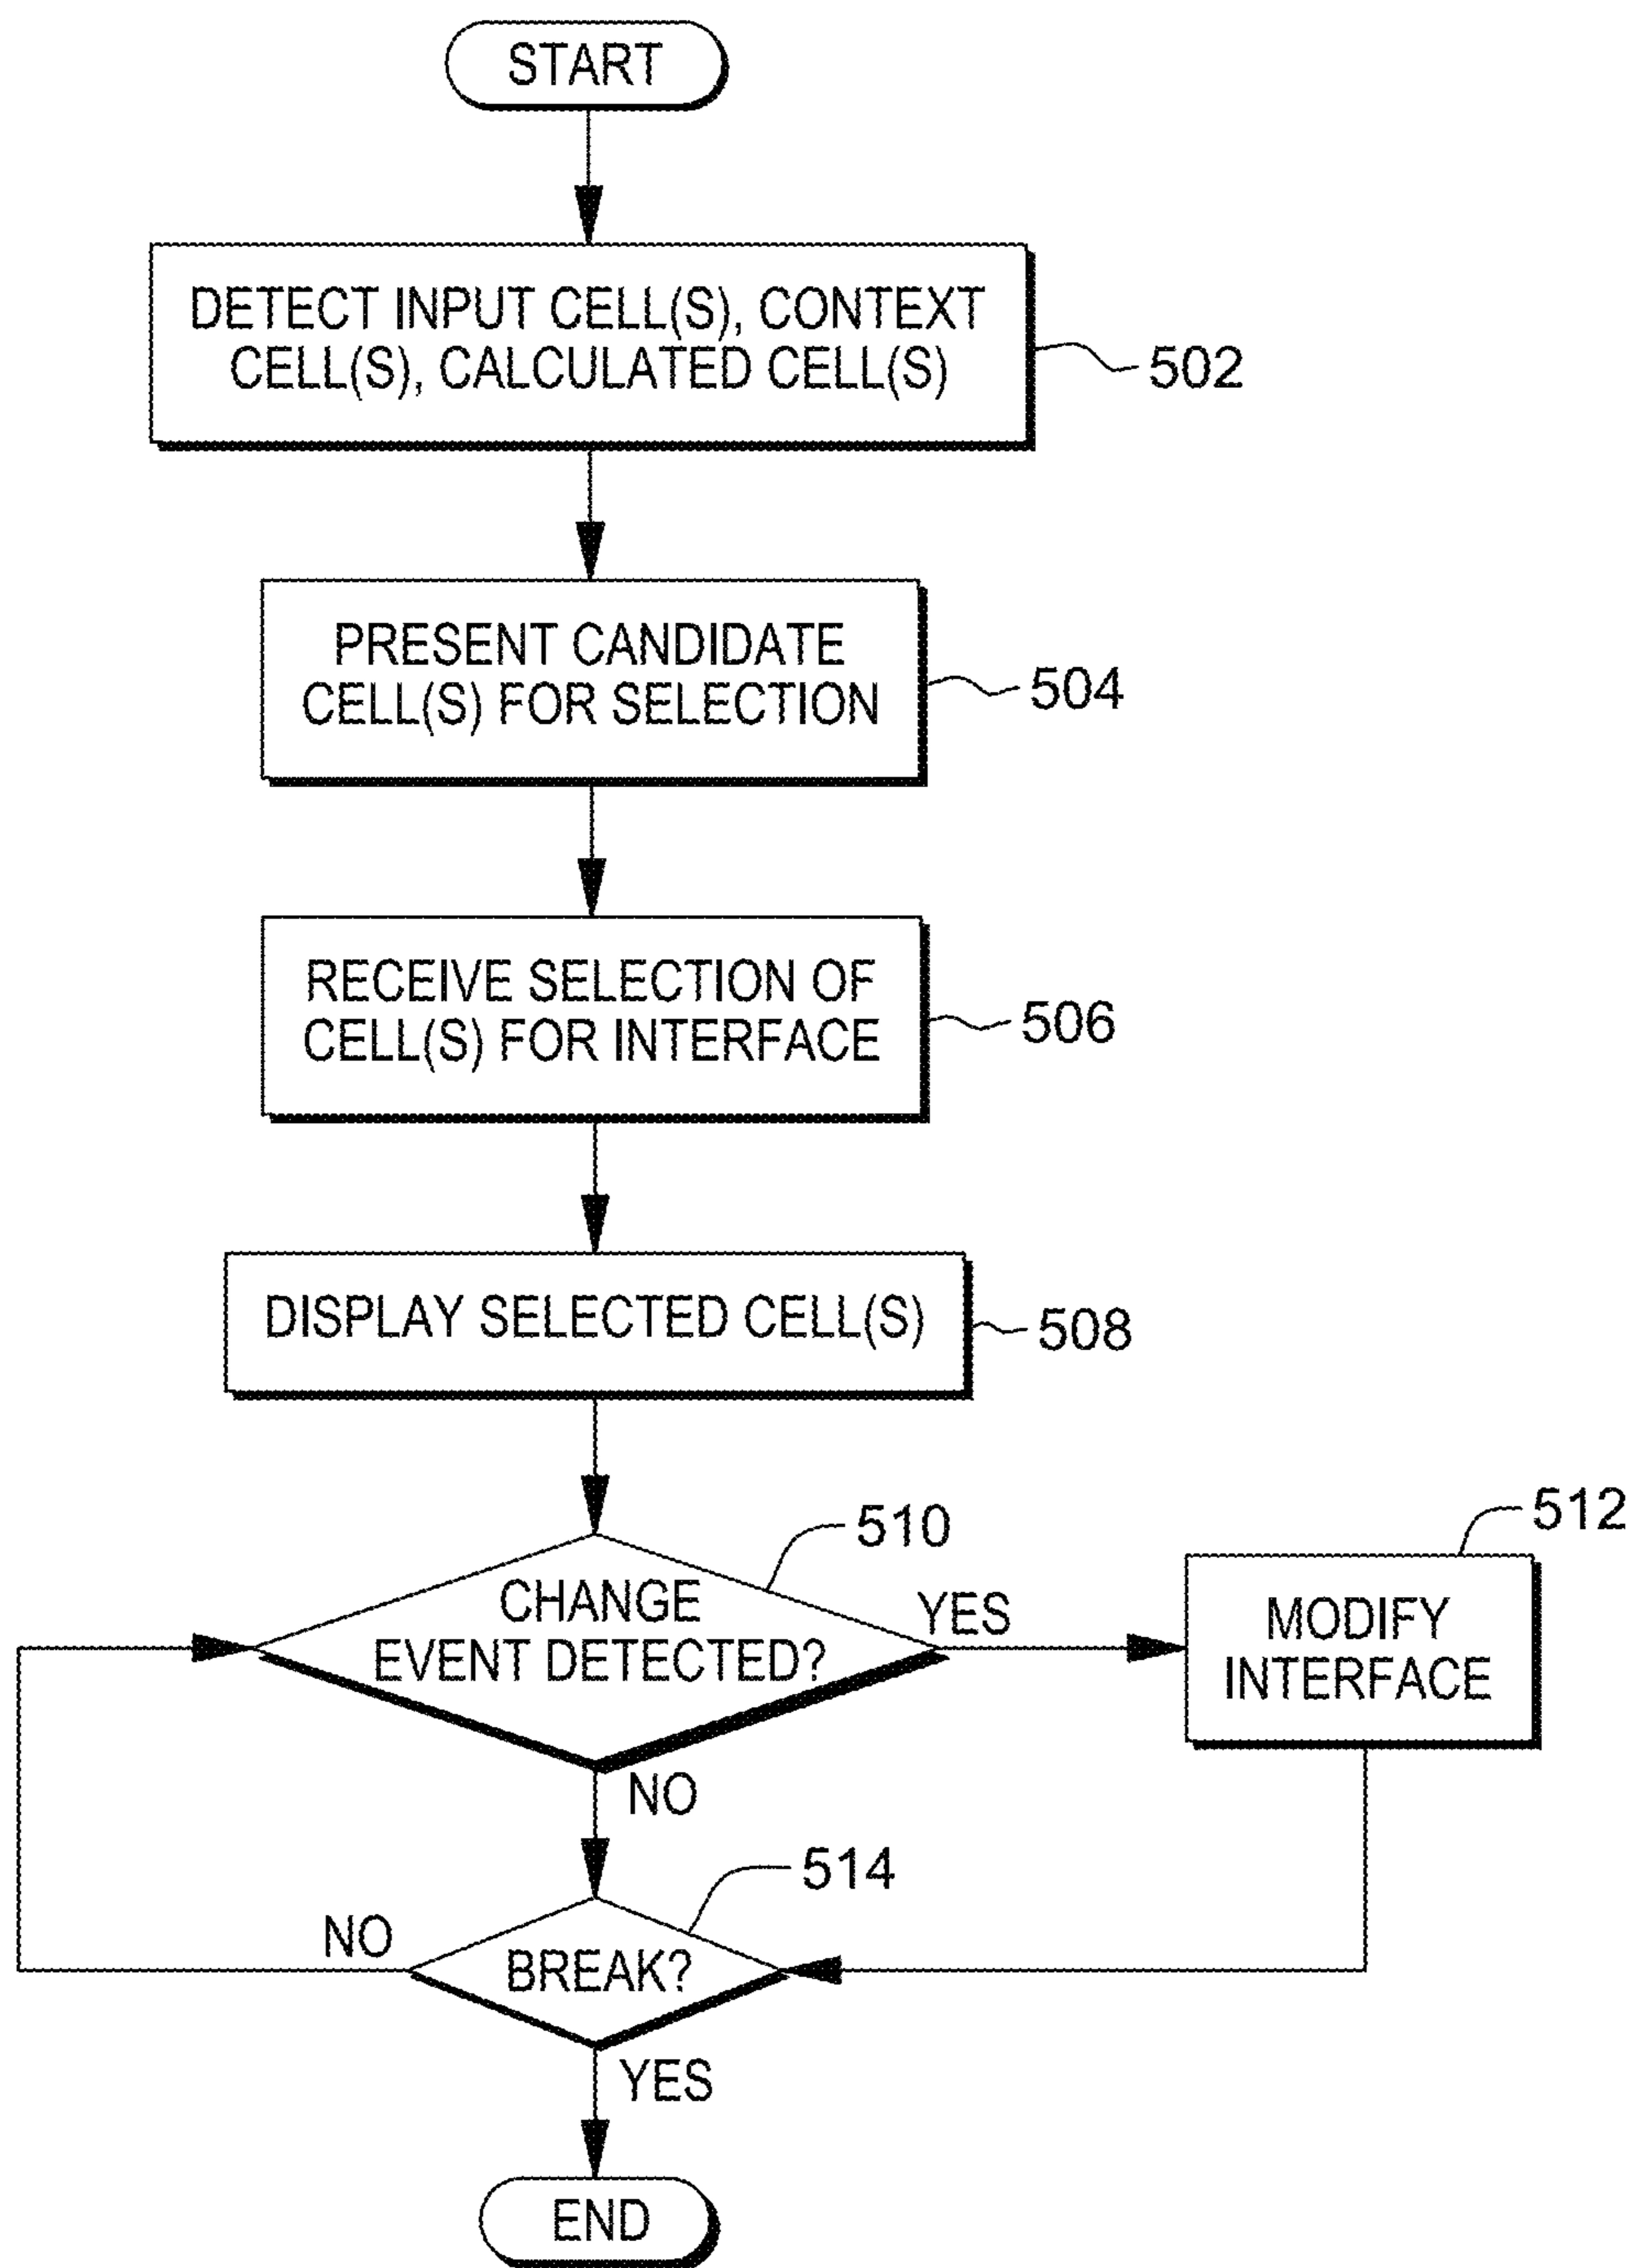 START
DETECT INPUT CELL(S), CONTEXT
CELL(S), CALCULATED CELL(S)
502
PRESENT CANDIDATE
CELL(S) FOR SELECTION
504
RECEIVE SELECTION OF
CELL(S) FOR INTERFACE
506
DISPLAY SELECTED CELL(S)
508
510
CHANGE
EVENT DETECTED?
YES
512
MODIFY
INTERFACE
NO
514
NO
BREAK?
YES
END